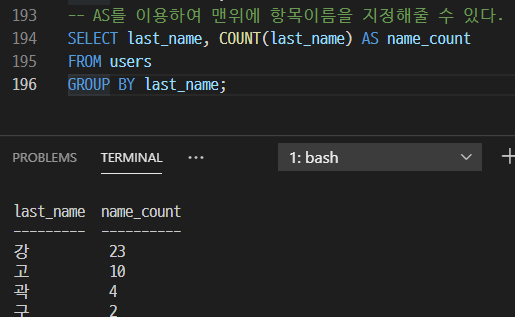 193 -- AS를 이용하여 맨위에 항목이름을 지정해줄 수 있다.
194 SELECT last_name, COUNT(last_name) AS name_count
195 FROM users
196 GROUP BY last_name;
PROBLEMS TERMINAL ··· 1: bash
last_name name_count
--------- ----------
강 23
고 10
곽 4
구 2